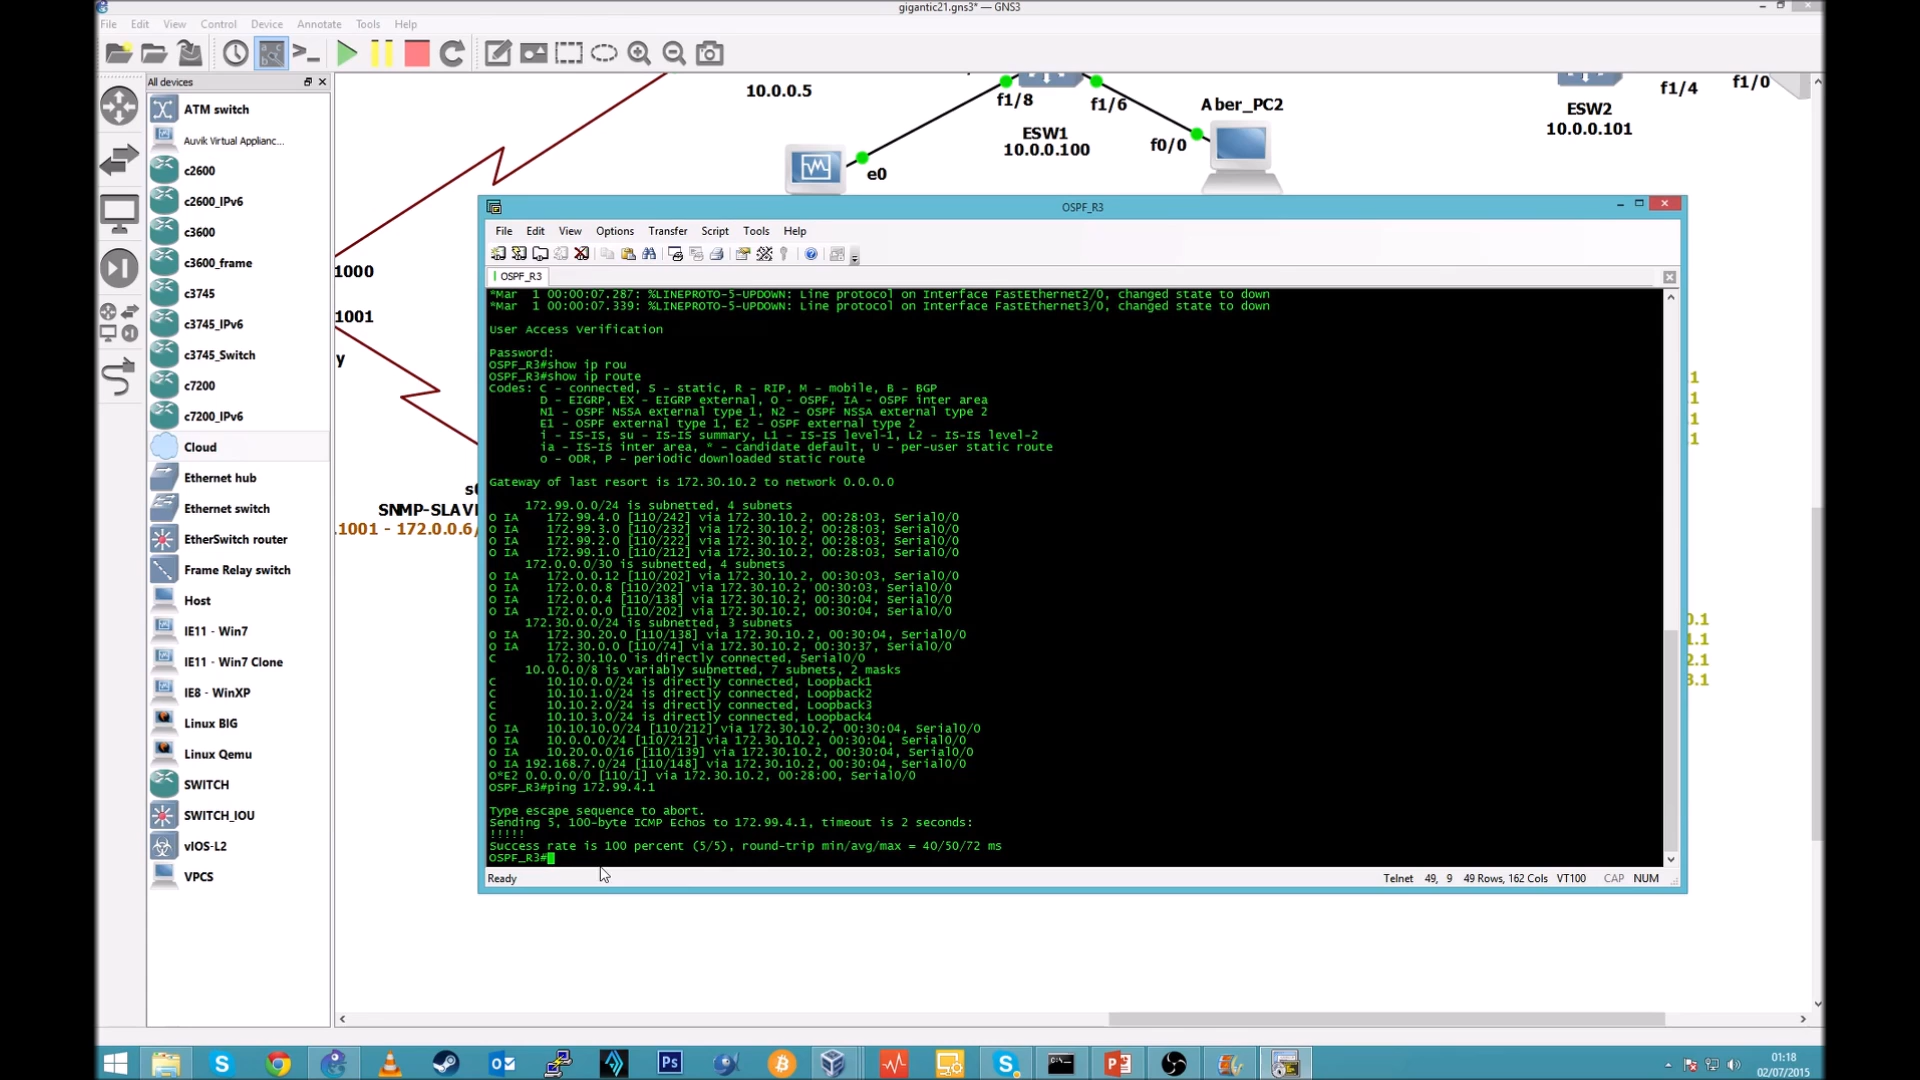 gigantic21.gns3* — GNS3
File Edit View Control Device Annotate Tools Help
All devices
ATM switch
Auvik Virtual Applianc...
c2600
c2600_IPv6
c3600
c3600_frame
c3745
c3745_IPv6
c3745_Switch
c7200
c7200_IPv6
Cloud
Ethernet hub
Ethernet switch
EtherSwitch router
Frame Relay switch
Host
IE11 - Win7
IE11 - Win7 Clone
IE8 - WinXP
Linux BIG
Linux Qemu
SWITCH
SWITCH_IOU
vIOS-L2
VPCS
10.0.0.5
f1/8
f1/6
ESW1
10.0.0.100
Aber_PC2
f0/0
e0
ESW2
10.0.0.101
f1/4
f1/0
1000
1001
y
SNMP-SLAV
.1001 - 172.0.0.6/
1
1
1
1
0.1
1.1
2.1
3.1
OSPF_R3
File Edit View Options Transfer Script Tools Help
OSPF_R3
*Mar  1 00:00:07.287: %LINEPROTO-5-UPDOWN: Line protocol on Interface FastEthernet2/0, changed state to down
*Mar  1 00:00:07.339: %LINEPROTO-5-UPDOWN: Line protocol on Interface FastEthernet3/0, changed state to down
User Access Verification
Password:
OSPF_R3#show ip rou
OSPF_R3#show ip route
Codes: C - connected, S - static, R - RIP, M - mobile, B - BGP
D - EIGRP, EX - EIGRP external, O - OSPF, IA - OSPF inter area
N1 - OSPF NSSA external type 1, N2 - OSPF NSSA external type 2
E1 - OSPF external type 1, E2 - OSPF external type 2
i - IS-IS, su - IS-IS summary, L1 - IS-IS level-1, L2 - IS-IS level-2
ia - IS-IS inter area, * - candidate default, U - per-user static route
o - ODR, P - periodic downloaded static route
Gateway of last resort is 172.30.10.2 to network 0.0.0.0
172.99.0.0/24 is subnetted, 4 subnets
O IA    172.99.4.0 [110/242] via 172.30.10.2, 00:28:03, Serial0/0
O IA    172.99.3.0 [110/232] via 172.30.10.2, 00:28:03, Serial0/0
O IA    172.99.2.0 [110/222] via 172.30.10.2, 00:28:03, Serial0/0
O IA    172.99.1.0 [110/212] via 172.30.10.2, 00:28:03, Serial0/0
172.0.0.0/30 is subnetted, 4 subnets
O IA    172.0.0.12 [110/202] via 172.30.10.2, 00:30:03, Serial0/0
O IA    172.0.0.8 [110/202] via 172.30.10.2, 00:30:03, Serial0/0
O IA    172.0.0.4 [110/138] via 172.30.10.2, 00:30:04, Serial0/0
O IA    172.0.0.0 [110/202] via 172.30.10.2, 00:30:04, Serial0/0
172.30.0.0/24 is subnetted, 3 subnets
O IA    172.30.20.0 [110/138] via 172.30.10.2, 00:30:04, Serial0/0
O IA    172.30.0.0 [110/74] via 172.30.10.2, 00:30:37, Serial0/0
C       172.30.10.0 is directly connected, Serial0/0
10.0.0.0/8 is variably subnetted, 7 subnets, 2 masks
C       10.10.0.0/24 is directly connected, Loopback1
C       10.10.1.0/24 is directly connected, Loopback2
C       10.10.2.0/24 is directly connected, Loopback3
C       10.10.3.0/24 is directly connected, Loopback4
O IA    10.10.10.0/24 [110/212] via 172.30.10.2, 00:30:04, Serial0/0
O IA    10.0.0.0/24 [110/212] via 172.30.10.2, 00:30:04, Serial0/0
O IA    10.20.0.0/16 [110/139] via 172.30.10.2, 00:30:04, Serial0/0
O IA 192.168.7.0/24 [110/148] via 172.30.10.2, 00:30:04, Serial0/0
O*E2 0.0.0.0/0 [110/1] via 172.30.10.2, 00:28:00, Serial0/0
OSPF_R3#ping 172.99.4.1
Type escape sequence to abort.
Sending 5, 100-byte ICMP Echos to 172.99.4.1, timeout is 2 seconds:
!!!!!
Success rate is 100 percent (5/5), round-trip min/avg/max = 40/50/72 ms
OSPF_R3#
Ready
Telnet 49, 9 49 Rows, 162 Cols VT100 CAP NUM
01:18
02/07/2015